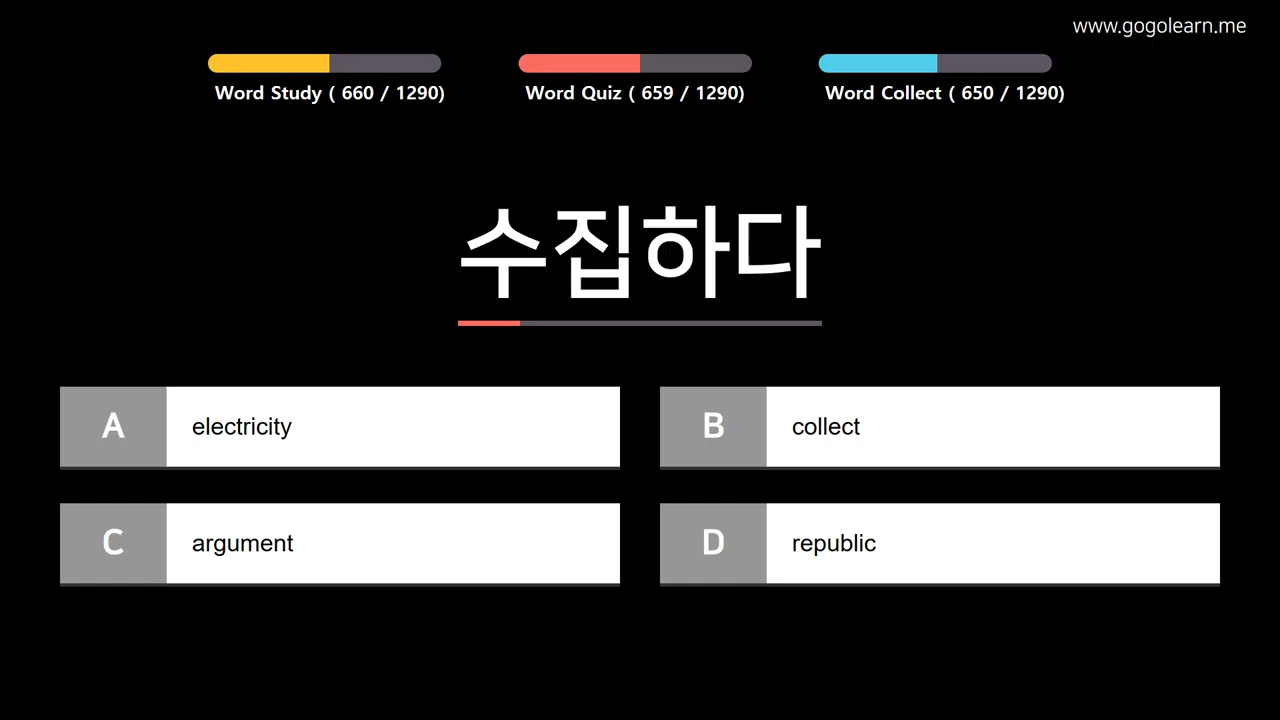 www.gogolearn.me
Word Study ( 660 / 1290)
Word Quiz ( 659 / 1290)
Word Collect ( 650 / 1290)
수집하다
A electricity
B collect
C argument
D republic